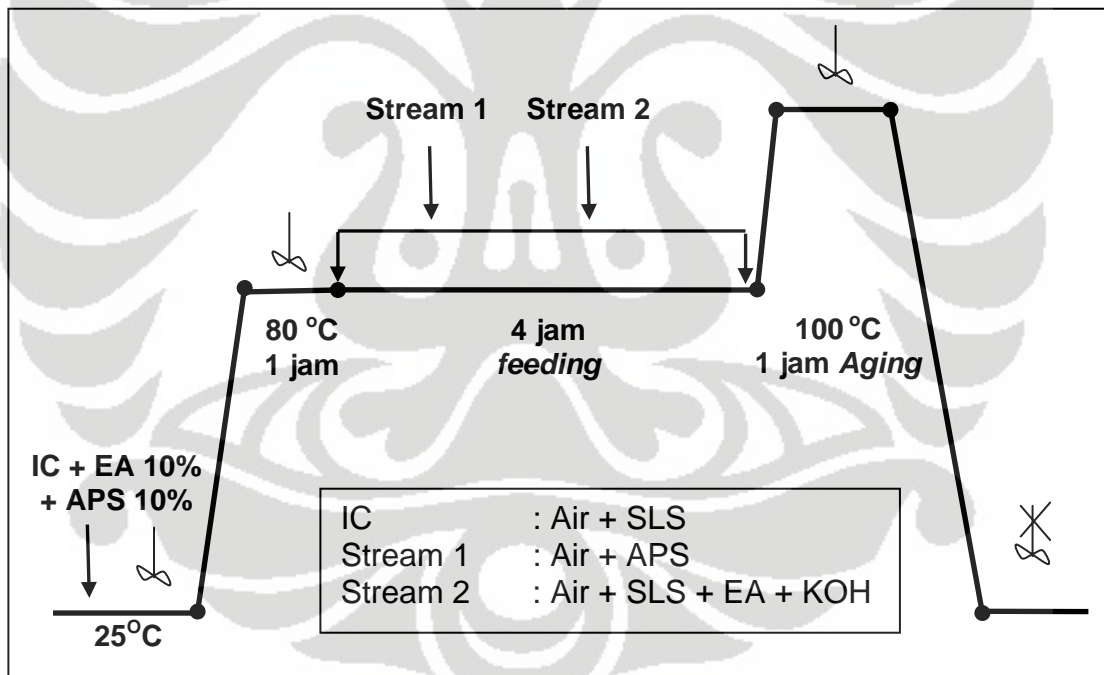 Stream 1 Stream 2
80 °C
1 jam
4 jam
feeding
100 °C
1 jam Aging
IC + EA 10%
+ APS 10%
25°C
IC : Air + SLS
Stream 1 : Air + APS
Stream 2 : Air + SLS + EA + KOH